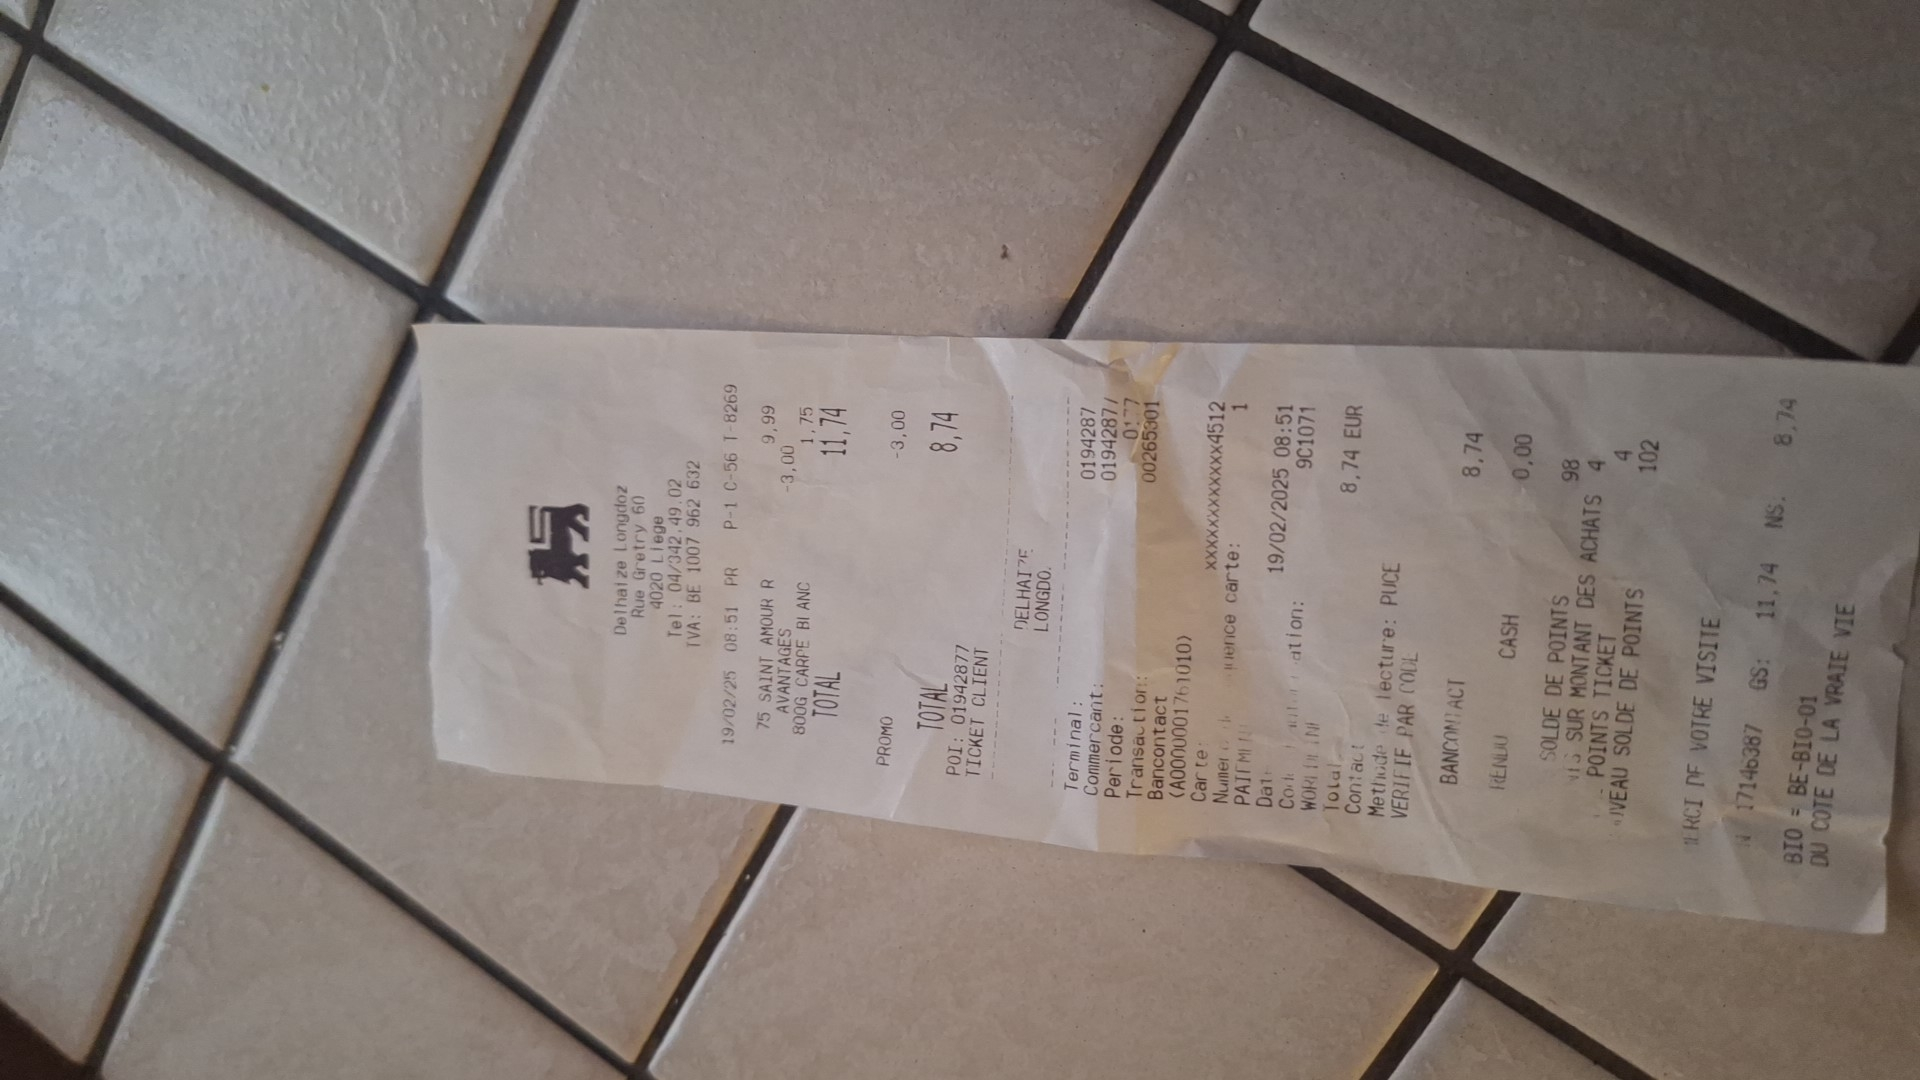 Delhaize Longdoz
Rue Gretry 60
4020 Liege
Tel: 04/342.49.02
TVA: BE 1007 962 632
19/02/25 08:51 PR P-1 C-56 T-8269
75 SAINT AMOUR R 9,99
AVANTAGES -3,00
800G CARPE BLANC 1,75
TOTAL 11,74
PROMO -3,00
TOTAL 8,74
POI: 01942877
TICKET CLIENT
DELHAIZE
LONGDO.
Terminal: 0194287
Commercant: 01942877
Periode:
Transaction: 00265301
Bancontact
(A0000001761010)
Carte: xxxxxxxxxxxxx4512
carte: 1
PAIEMENT
Date 19/02/2025 08:51
9C1071
WORLDLINE
Total 8,74 EUR
Contact
Methode de lecture: PUCE
VERIFIE PAR CODE
BANCONTACT 8,74
RENDU CASH 0,00
SOLDE DE POINTS 98
SUR MONTANT DES ACHATS 4
POINTS TICKET 4
SOLDE DE POINTS 102
MERCI DE VOTRE VISITE
N 17146387 GS: 11,74 NS. 8,74
BIO = BE-BIO-01
DU COTE DE LA VRAIE VIE